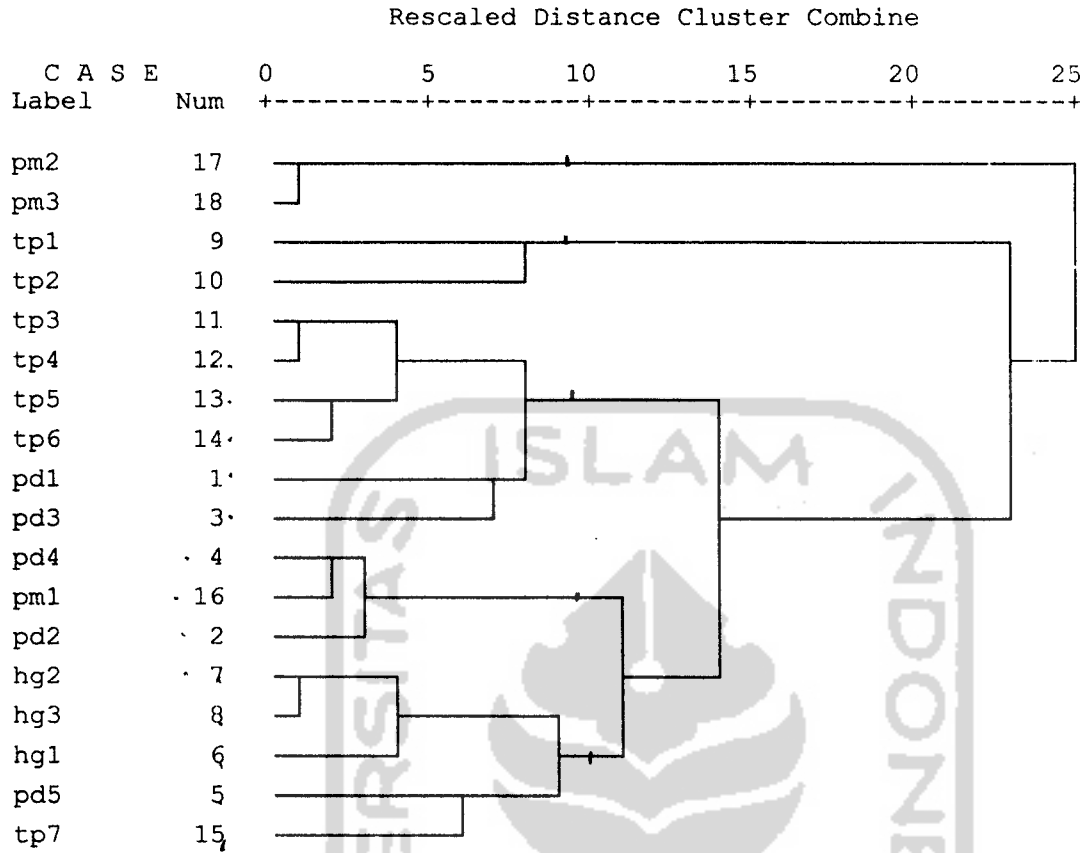 Rescaled Distance Cluster Combine
C A S E 0 5 10 15 20 25
Label Num +---------+---------+---------+---------+---------+
pm2 17
pm3 18
tp1 9
tp2 10
tp3 11
tp4 12
tp5 13
tp6 14
pd1 1
pd3 3
pd4 4
pm1 16
pd2 2
hg2 7
hg3 8
hg1 6
pd5 5
tp7 15
ISLAM